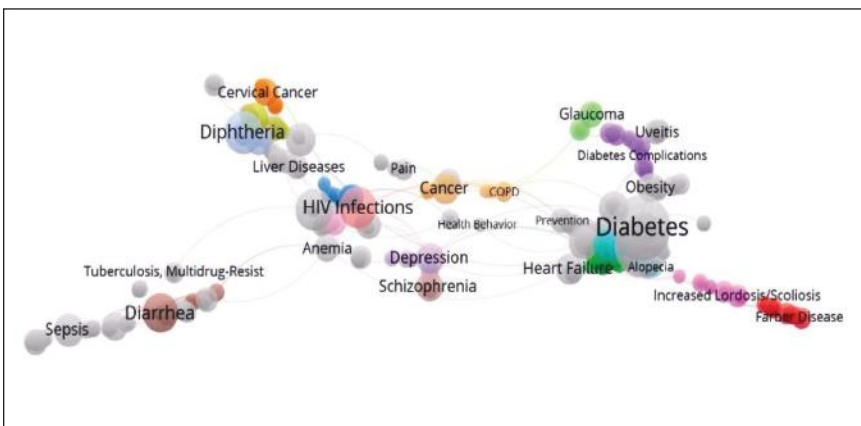 Cervical Cancer
Glaucoma
Diphtheria
Uveitis
Diabetes Complications
Liver Diseases
Pain
Cancer
COPD
Obesity
HIV Infections
Health Behavior
Prevention
Diabetes
Anemia
Depression
Heart Failure
Alopecia
Tuberculosis, Multidrug-Resist
Schizophrenia
Increased Lordosis/Scoliosis
Diarrhea
Farber Disease
Sepsis